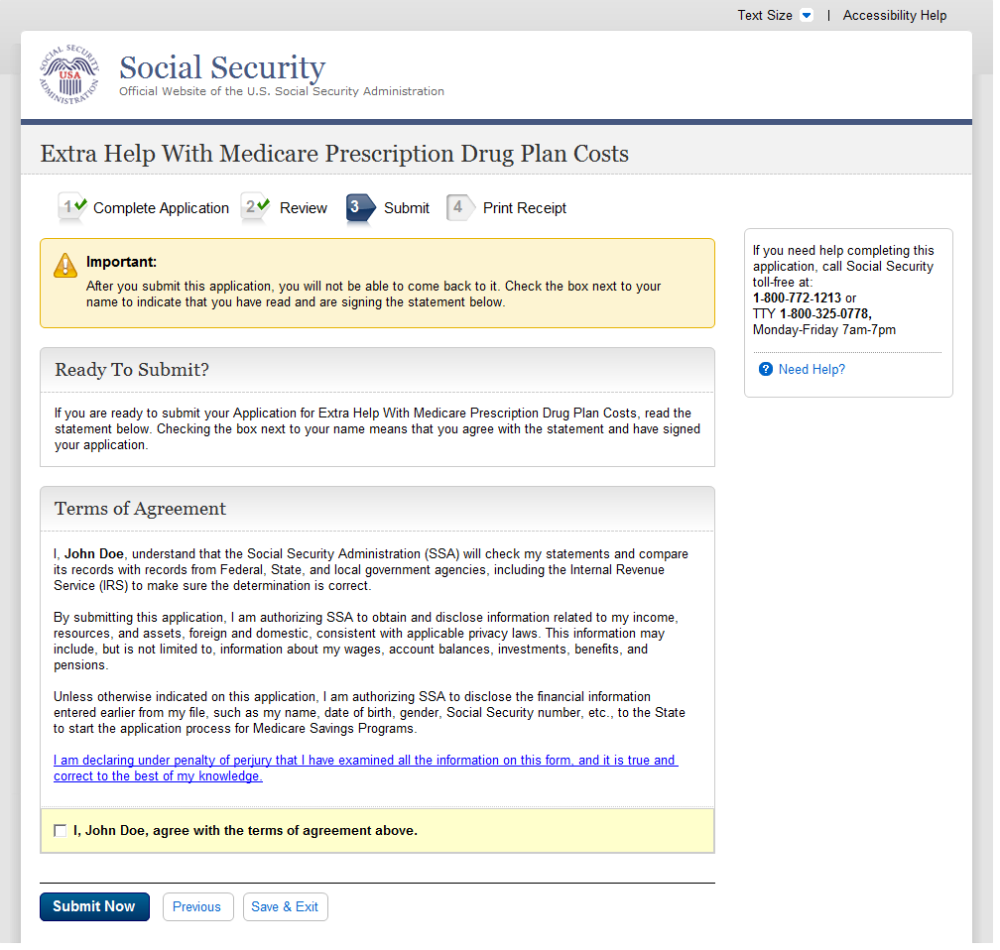 Text Size | Accessibility Help
SOCIAL SECURITY ADMINISTRATION
USA
Social Security
Official Website of the U.S. Social Security Administration
Extra Help With Medicare Prescription Drug Plan Costs
1 Complete Application 2 Review 3 Submit 4 Print Receipt
Important:
After you submit this application, you will not be able to come back to it. Check the box next to your
name to indicate that you have read and are signing the statement below.
If you need help completing this
application, call Social Security
toll-free at:
1-800-772-1213 or
TTY 1-800-325-0778,
Monday-Friday 7am-7pm
? Need Help?
Ready To Submit?
If you are ready to submit your Application for Extra Help With Medicare Prescription Drug Plan Costs, read the
statement below. Checking the box next to your name means that you agree with the statement and have signed
your application.
Terms of Agreement
I, John Doe, understand that the Social Security Administration (SSA) will check my statements and compare
its records with records from Federal, State, and local government agencies, including the Internal Revenue
Service (IRS) to make sure the determination is correct.
By submitting this application, I am authorizing SSA to obtain and disclose information related to my income,
resources, and assets, foreign and domestic, consistent with applicable privacy laws. This information may
include, but is not limited to, information about my wages, account balances, investments, benefits, and
pensions.
Unless otherwise indicated on this application, I am authorizing SSA to disclose the financial information
entered earlier from my file, such as my name, date of birth, gender, Social Security number, etc., to the State
to start the application process for Medicare Savings Programs.
I am declaring under penalty of perjury that I have examined all the information on this form, and it is true and
correct to the best of my knowledge.
I, John Doe, agree with the terms of agreement above.
Submit Now Previous Save & Exit